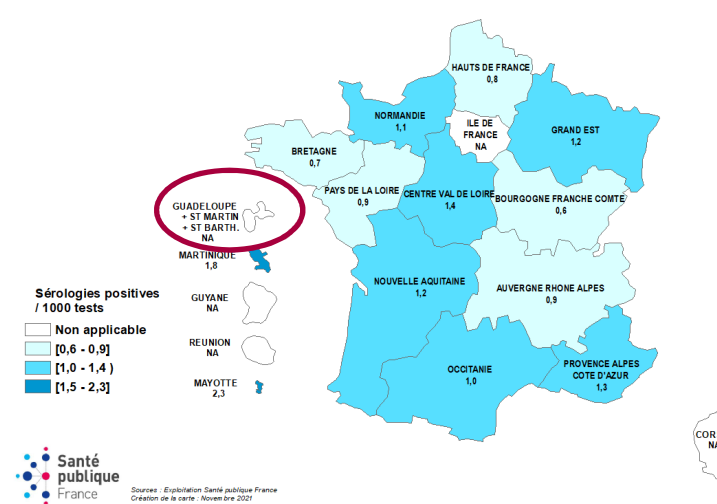 HAUTS DE FRANCE
0,8
NORMANDIE
1,1
ILE DE
FRANCE
NA
GRAND EST
1,2
BRETAGNE
0,7
PAYS DE LA LOIRE
0,9
CENTRE VAL DE LOIRE
1,4
BOURGOGNE FRANCHE COMTE
0,6
GUADELOUPE
+ ST MARTIN
+ ST BARTH.
NA
MARTINIQUE
1,8
NOUVELLE AQUITAINE
1,2
AUVERGNE RHONE ALPES
0,9
GUYANE
NA
REUNION
NA
MAYOTTE
2,3
OCCITANIE
1,0
PROVENCE ALPES
COTE D'AZUR
1,3
COR
NA
Sérologies positives
/ 1000 tests
Non applicable
[0,6 - 0,9]
[1,0 - 1,4 )
[1,5 - 2,3]
Santé
publique
France
Sources : Exploitation Santé publique France
Création de la carte : Novembre 2021